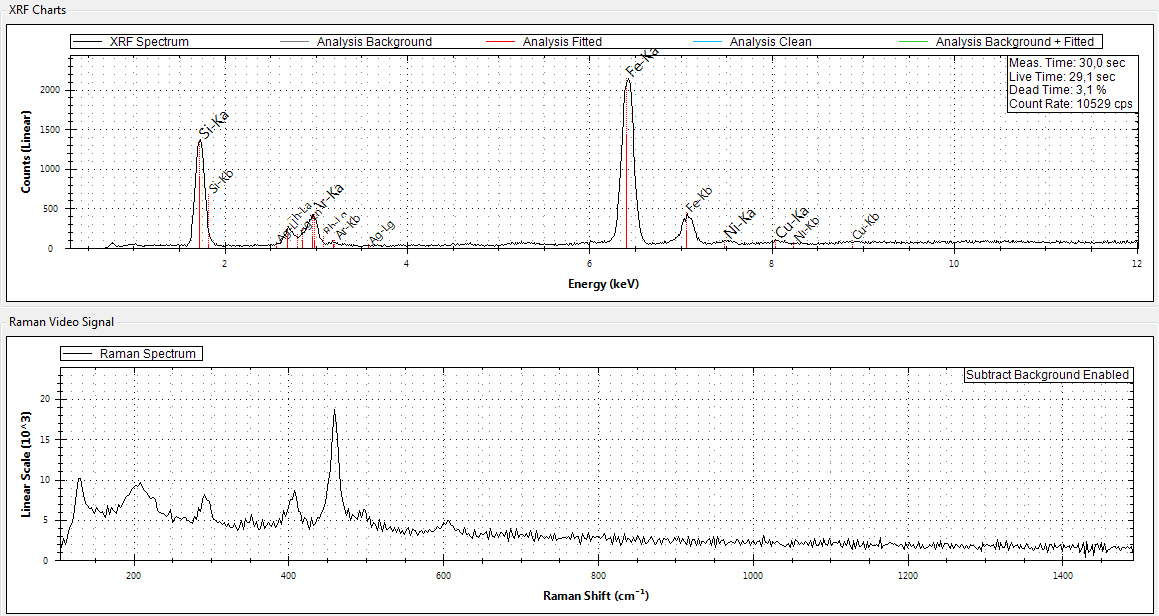 XRF Charts
XRF Spectrum Analysis Background Analysis Fitted Analysis Clean Analysis Background + Fitted
Meas. Time: 30,0 sec
Live Time: 29,1 sec
Dead Time: 3,1 %
Count Rate: 10529 cps
Counts (Linear)
2000
1500
1000
500
0
Si-Ka
Si-Kb
Ar-Kb
Ag-Lg
Fe-Ka
Fe-Kb
Ni-Ka
Cu-Ka
Ni-Kb
Cu-Kb
2 4 6 8 10 12
Energy (keV)
Raman Video Signal
Raman Spectrum
Subtract Background Enabled
Linear Scale (10^3)
20
15
10
5
0
200 400 600 800 1000 1200 1400
Raman Shift (cm⁻¹)